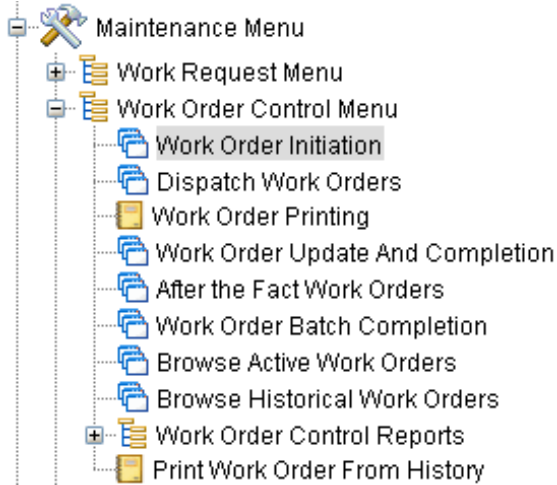 Maintenance Menu
Work Request Menu
Work Order Control Menu
Work Order Initiation
Dispatch Work Orders
Work Order Printing
Work Order Update And Completion
After the Fact Work Orders
Work Order Batch Completion
Browse Active Work Orders
Browse Historical Work Orders
Work Order Control Reports
Print Work Order From History